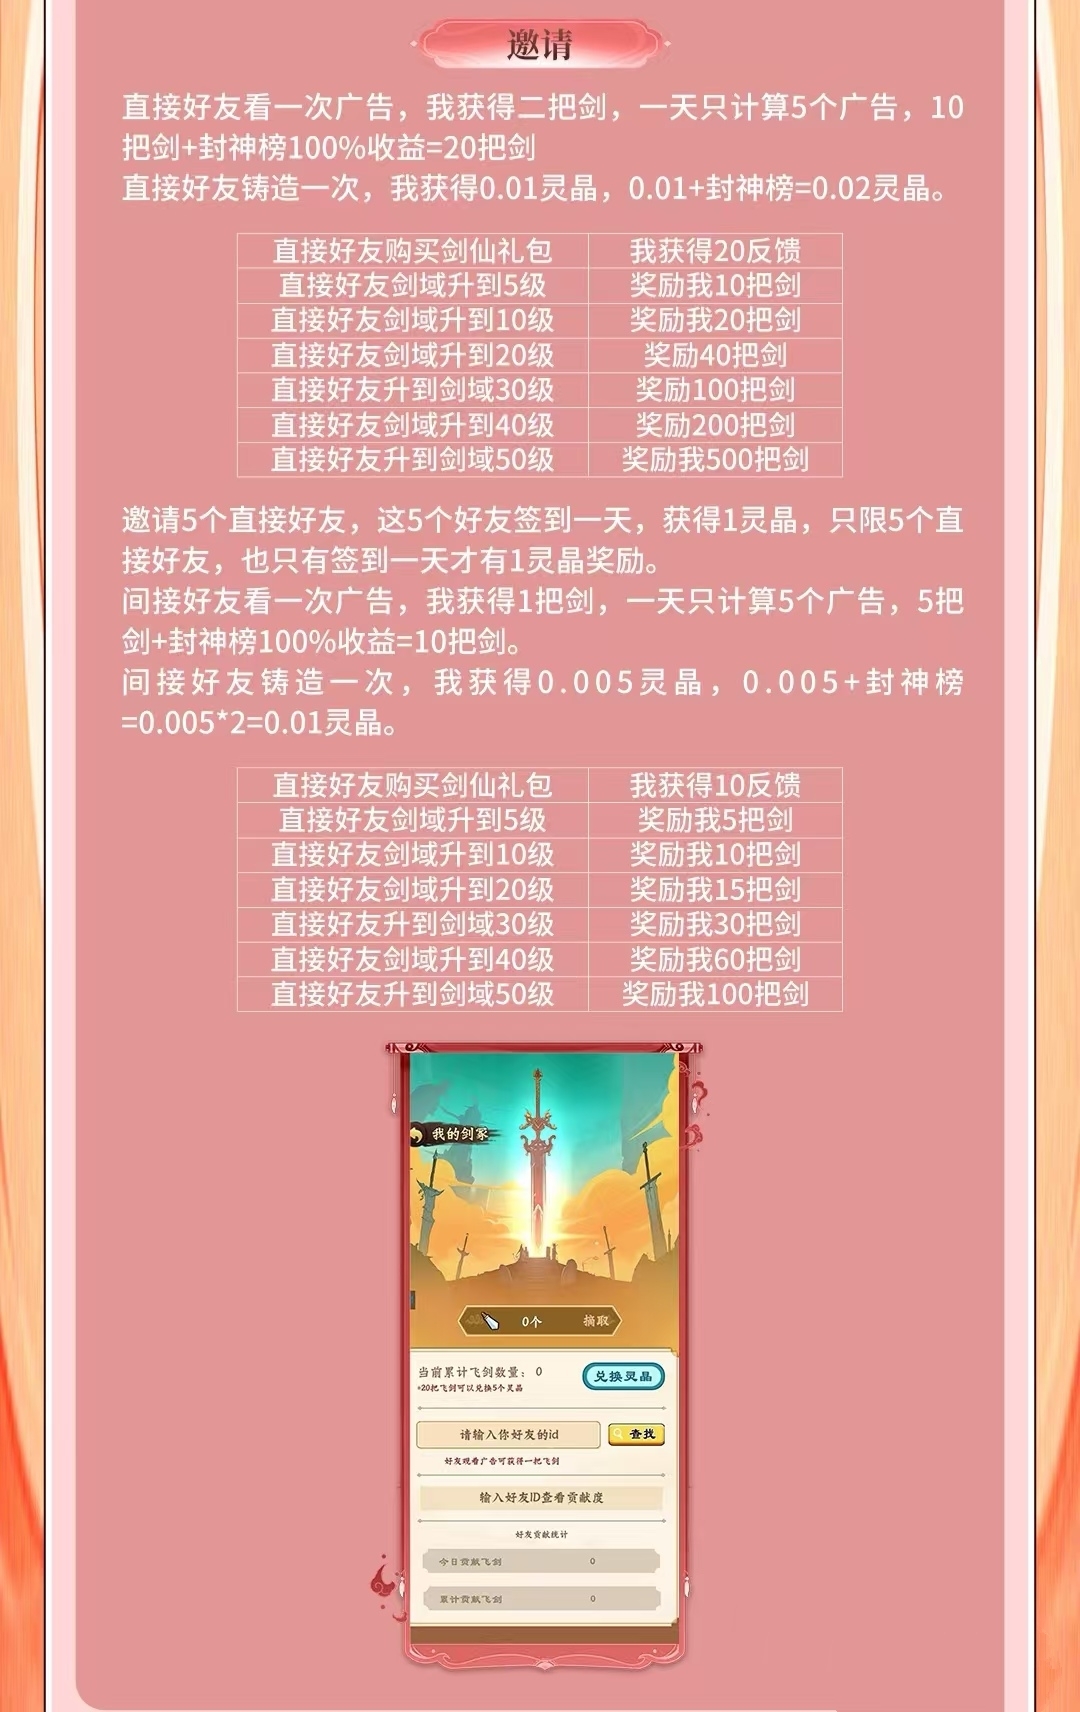 邀请
直接好友看一次广告，我获得二把剑，一天只计算5个广告，10
把剑+封神榜100%收益=20把剑
直接好友铸造一次，我获得0.01灵晶，0.01+封神榜=0.02灵晶。
直接好友购买剑仙礼包 我获得20反馈
直接好友剑域升到5级 奖励我10把剑
直接好友剑域升到10级 奖励我20把剑
直接好友剑域升到20级 奖励40把剑
直接好友升到剑域30级 奖励100把剑
直接好友剑域升到40级 奖励200把剑
直接好友升到剑域50级 奖励我500把剑
邀请5个直接好友，这5个好友签到一天，获得1灵晶，只限5个直
接好友，也只有签到一天才有1灵晶奖励。
间接好友看一次广告，我获得1把剑，一天只计算5个广告，5把
剑+封神榜100%收益=10把剑。
间接好友铸造一次，我获得0.005灵晶，0.005+封神榜
=0.005*2=0.01灵晶。
直接好友购买剑仙礼包 我获得10反馈
直接好友剑域升到5级 奖励我5把剑
直接好友剑域升到10级 奖励我10把剑
直接好友剑域升到20级 奖励我15把剑
直接好友升到剑域30级 奖励我30把剑
直接好友剑域升到40级 奖励我60把剑
直接好友升到剑域50级 奖励我100把剑
我的剑冢
0个 摘取
当前累计飞剑数量： 0
兑换灵晶
*20把飞剑可以兑换5个灵晶
请输入你好友的id 查找
好友观看广告可获得一把飞剑
输入好友ID查看贡献度
好友贡献统计
今日贡献飞剑 0
累计贡献飞剑 0